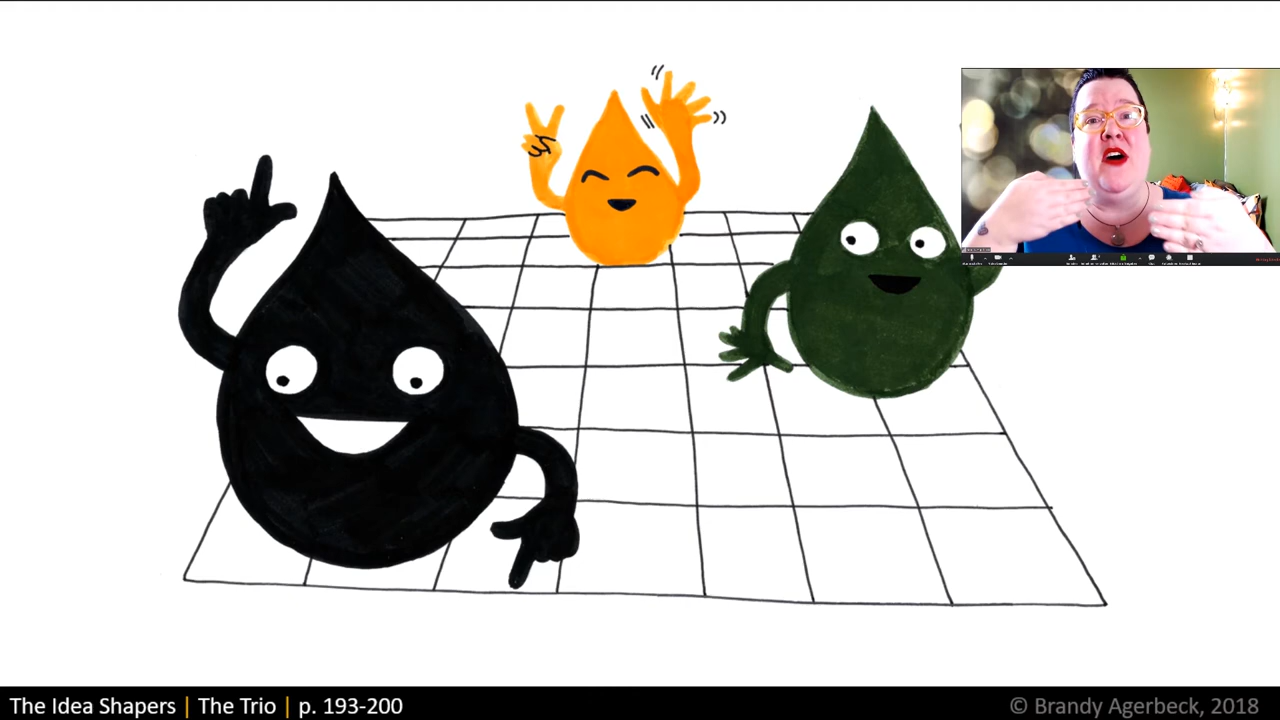 The Idea Shapers | The Trio | p. 193-200
© Brandy Agerbeck, 2018